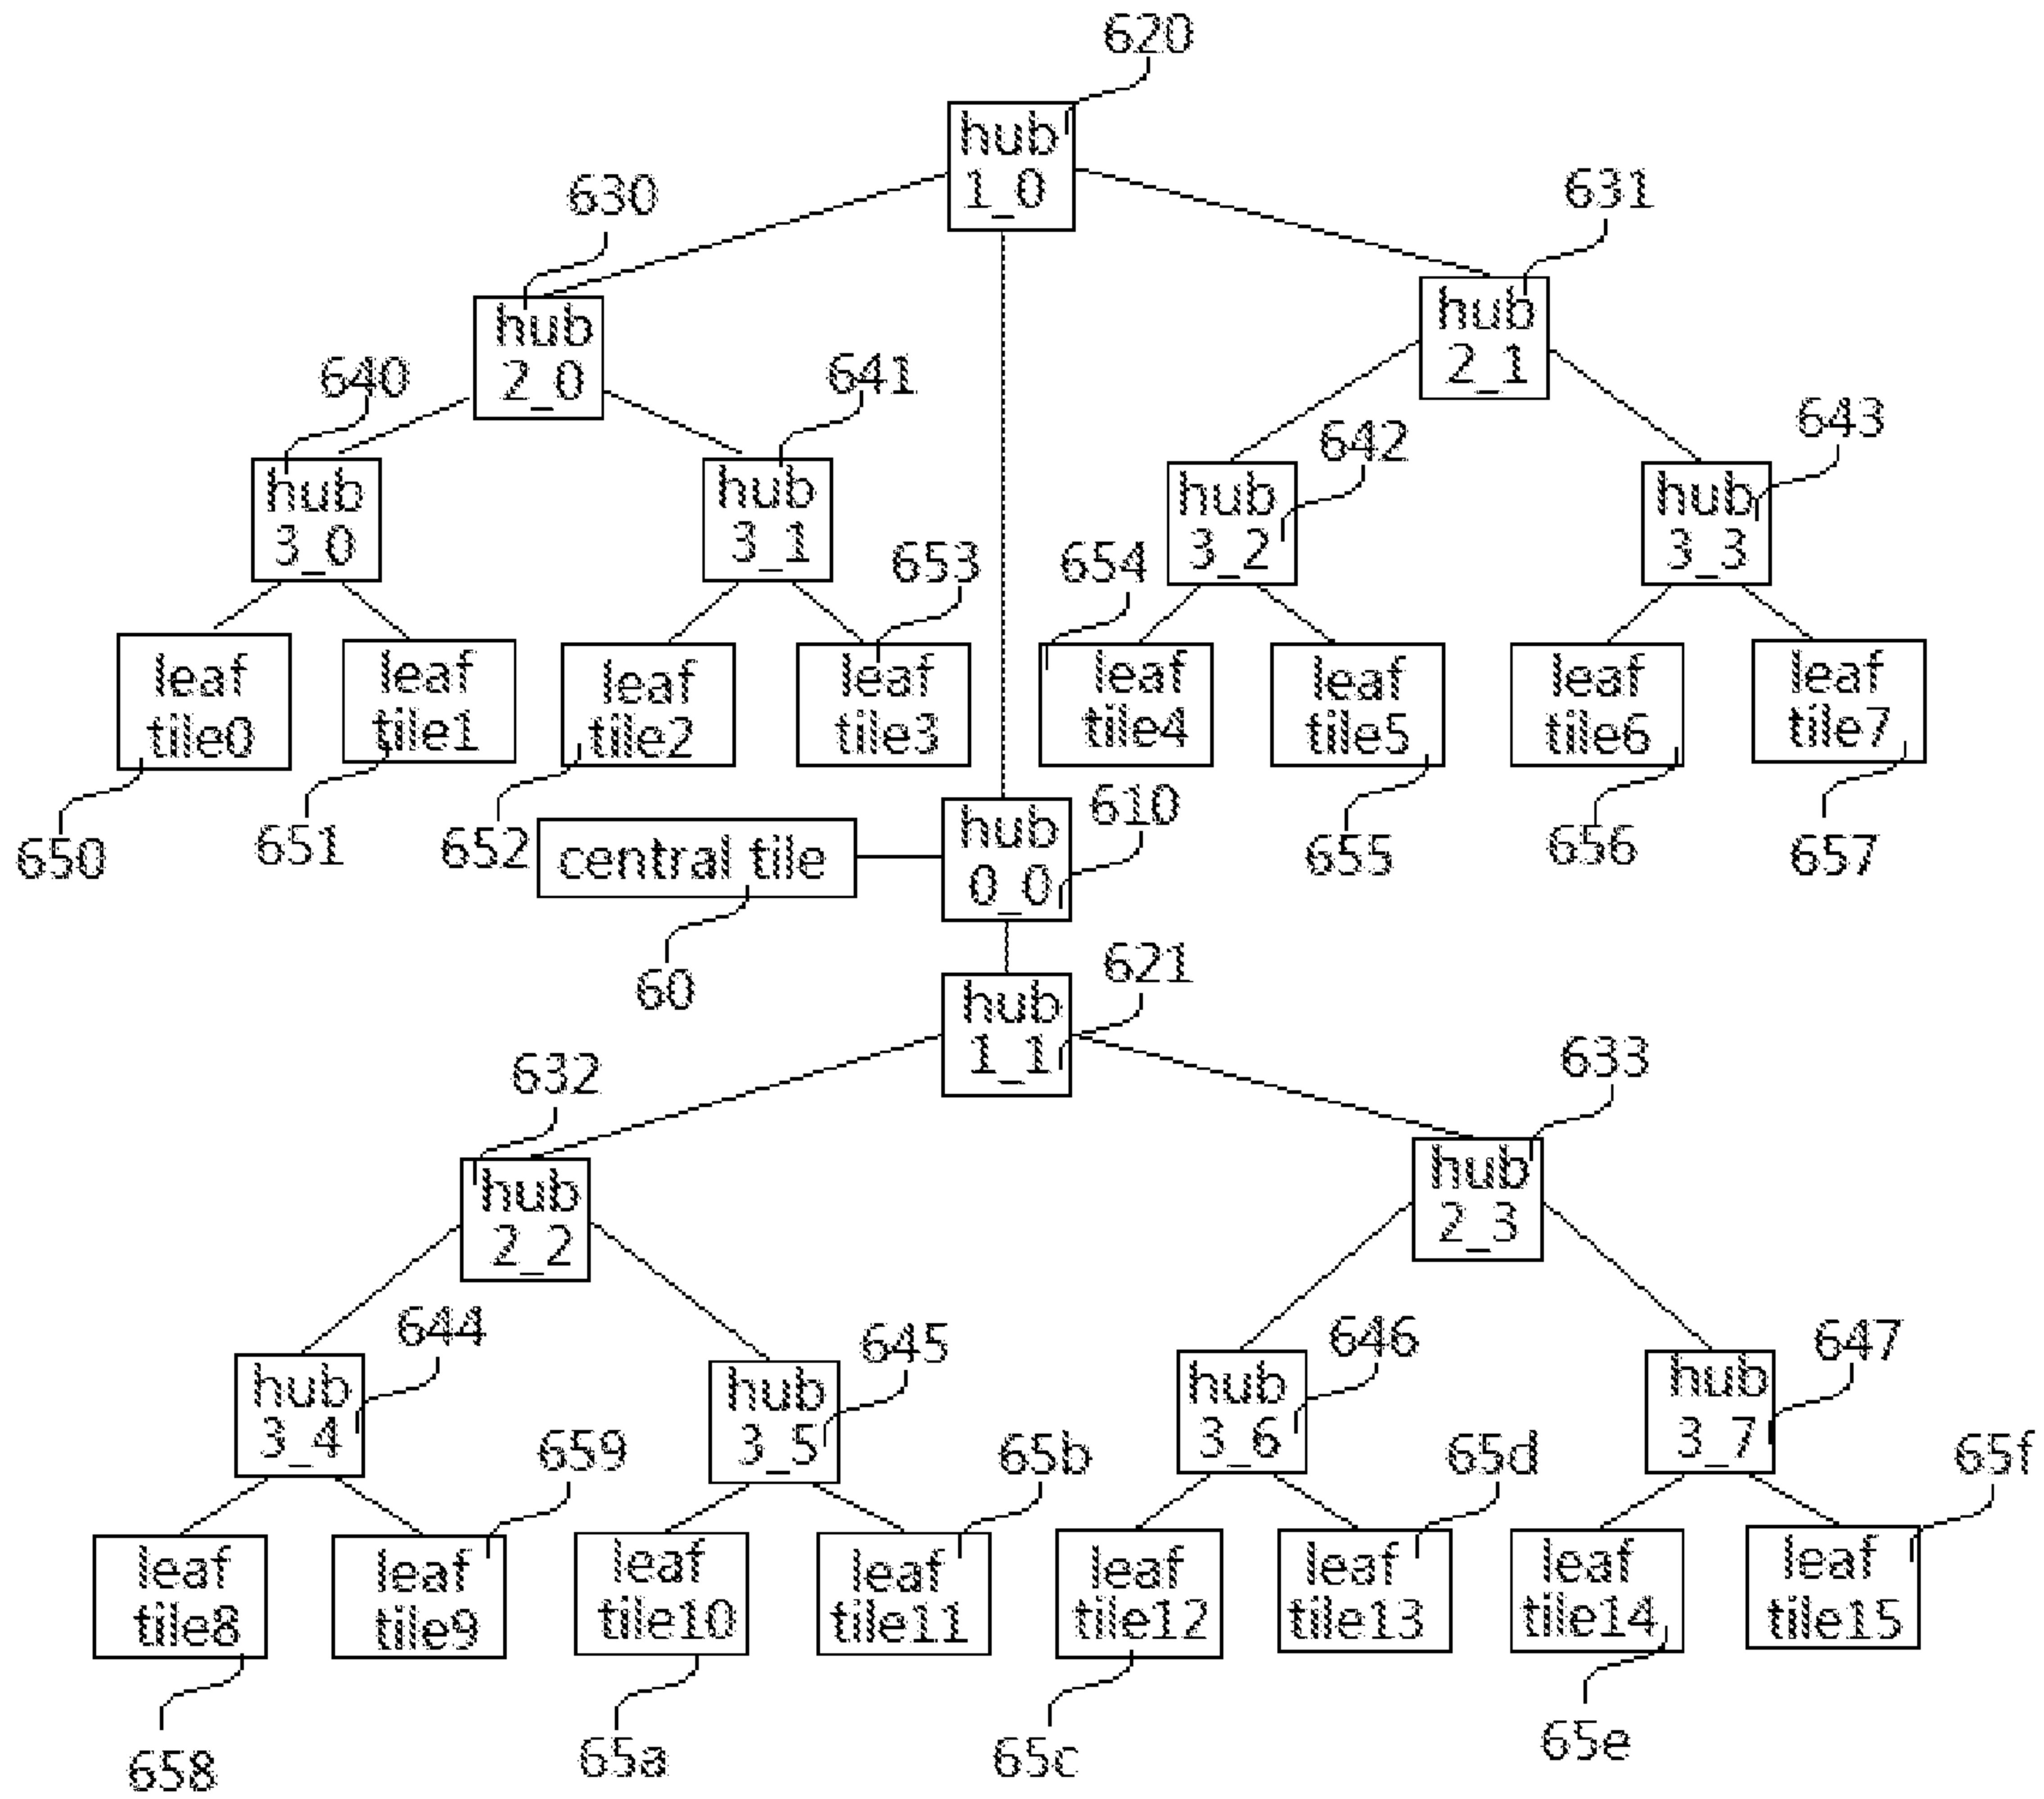 620
hub
1_0
630
631
hub
2_0
hub
2_1
640
641
642
643
hub
3_0
hub
3_1
hub
3_2
hub
3_3
653
654
leaf
tile0
leaf
tile1
leaf
tile2
leaf
tile3
leaf
tile4
leaf
tile5
leaf
tile6
leaf
tile7
650
651
652
655
656
657
central tile
hub
0_0
610
60
621
hub
1_1
632
633
hub
2_2
hub
2_3
644
645
646
647
hub
3_4
hub
3_5
hub
3_6
hub
3_7
659
65b
65d
65f
leaf
tile8
leaf
tile9
leaf
tile10
leaf
tile11
leaf
tile12
leaf
tile13
leaf
tile14
leaf
tile15
658
65a
65c
65e